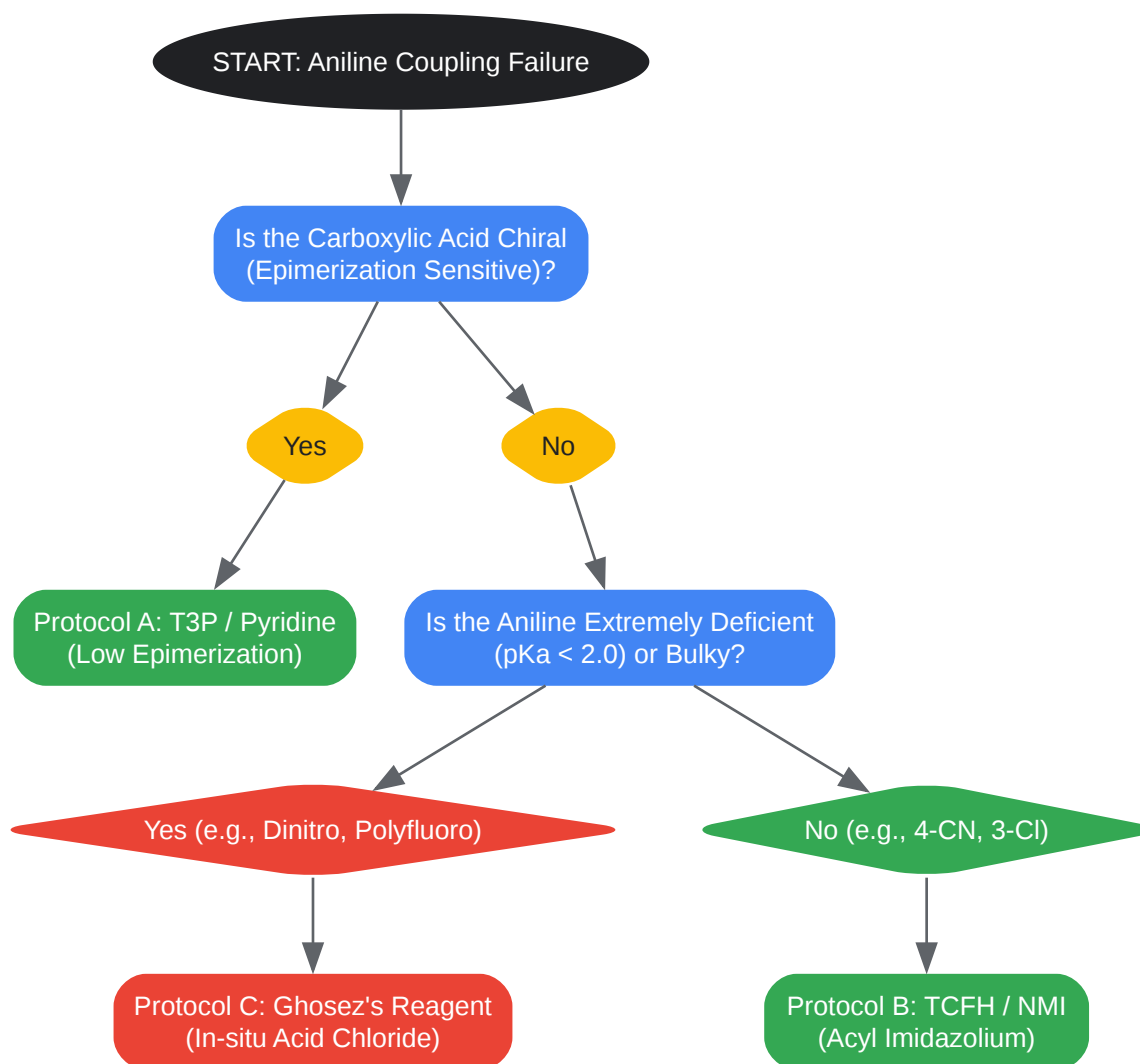 START: Aniline Coupling Failure
Is the Carboxylic Acid Chiral
(Epimerization Sensitive)?
Yes
No
Protocol A: T3P / Pyridine
(Low Epimerization)
Is the Aniline Extremely Deficient
(pKa < 2.0) or Bulky?
Yes (e.g., Dinitro, Polyfluoro)
No (e.g., 4-CN, 3-Cl)
Protocol C: Ghosez's Reagent
(In-situ Acid Chloride)
Protocol B: TCFH / NMI
(Acyl Imidazolium)